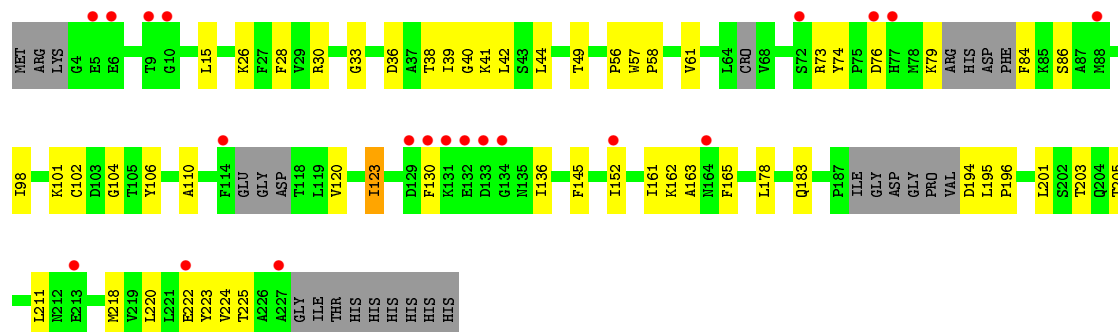 MET ARG LYS G4 E5 E6 T9 G10 L15 K26 F27 F28 V29 R30 G33 D36 A37 T38 I39 G40 K41 L42 S43 L44 T49 P56 W57 P58 V61 L64 CRO V68 S72 R73 Y74 P75 D76 H77 M78 K79 ARG HIS ASP PHE F84 K85 S86 A87 M88
I98 K101 C102 D103 G104 T105 Y106 A110 F114 GLU GLY ASP T118 L119 V120 I123 D129 F130 K131 E132 D133 G134 N135 I136 F145 I152 I161 K162 A163 N164 F165 L178 Q183 P187 ILE GLY ASP GLY PRO VAL D194 L195 P196 L201 S202 T203 Q204 T205
L211 N212 E213 M218 V219 L220 L221 E222 Y223 V224 T225 A226 A227 GLY ILE THR HIS HIS HIS HIS HIS HIS